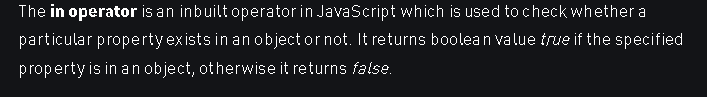 The in operator is an inbuilt operator in JavaScript which is used to check whether a
particular property exists in an object or not. It returns boolean value true if the specified
property is in an object, otherwise it returns false.